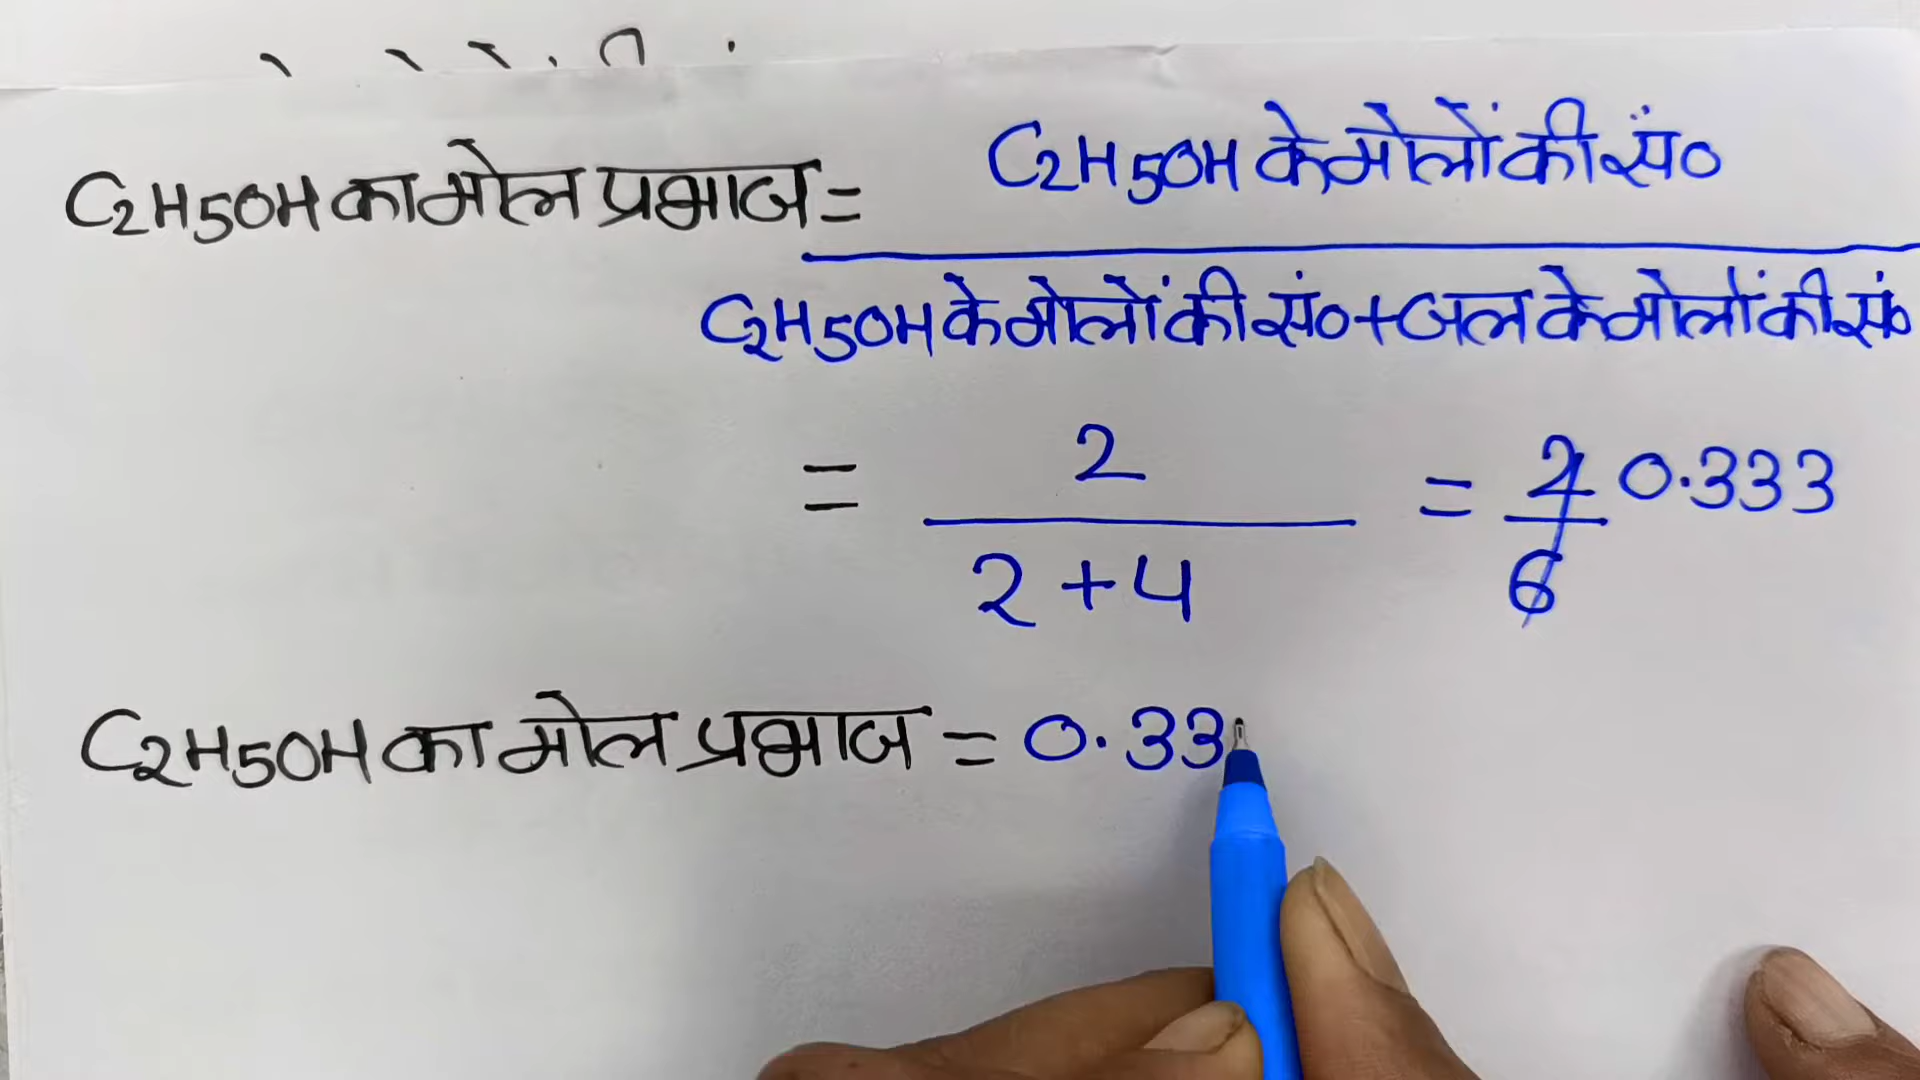 C2H5OH का मोल प्रभाज = C2H5OH के मोलों की सं०
C2H5OH के मोलों की सं० + जल के मोलों की सं०
= 2 = 2 0.333
2 + 4 6
C2H5OH का मोल प्रभाज = 0.33